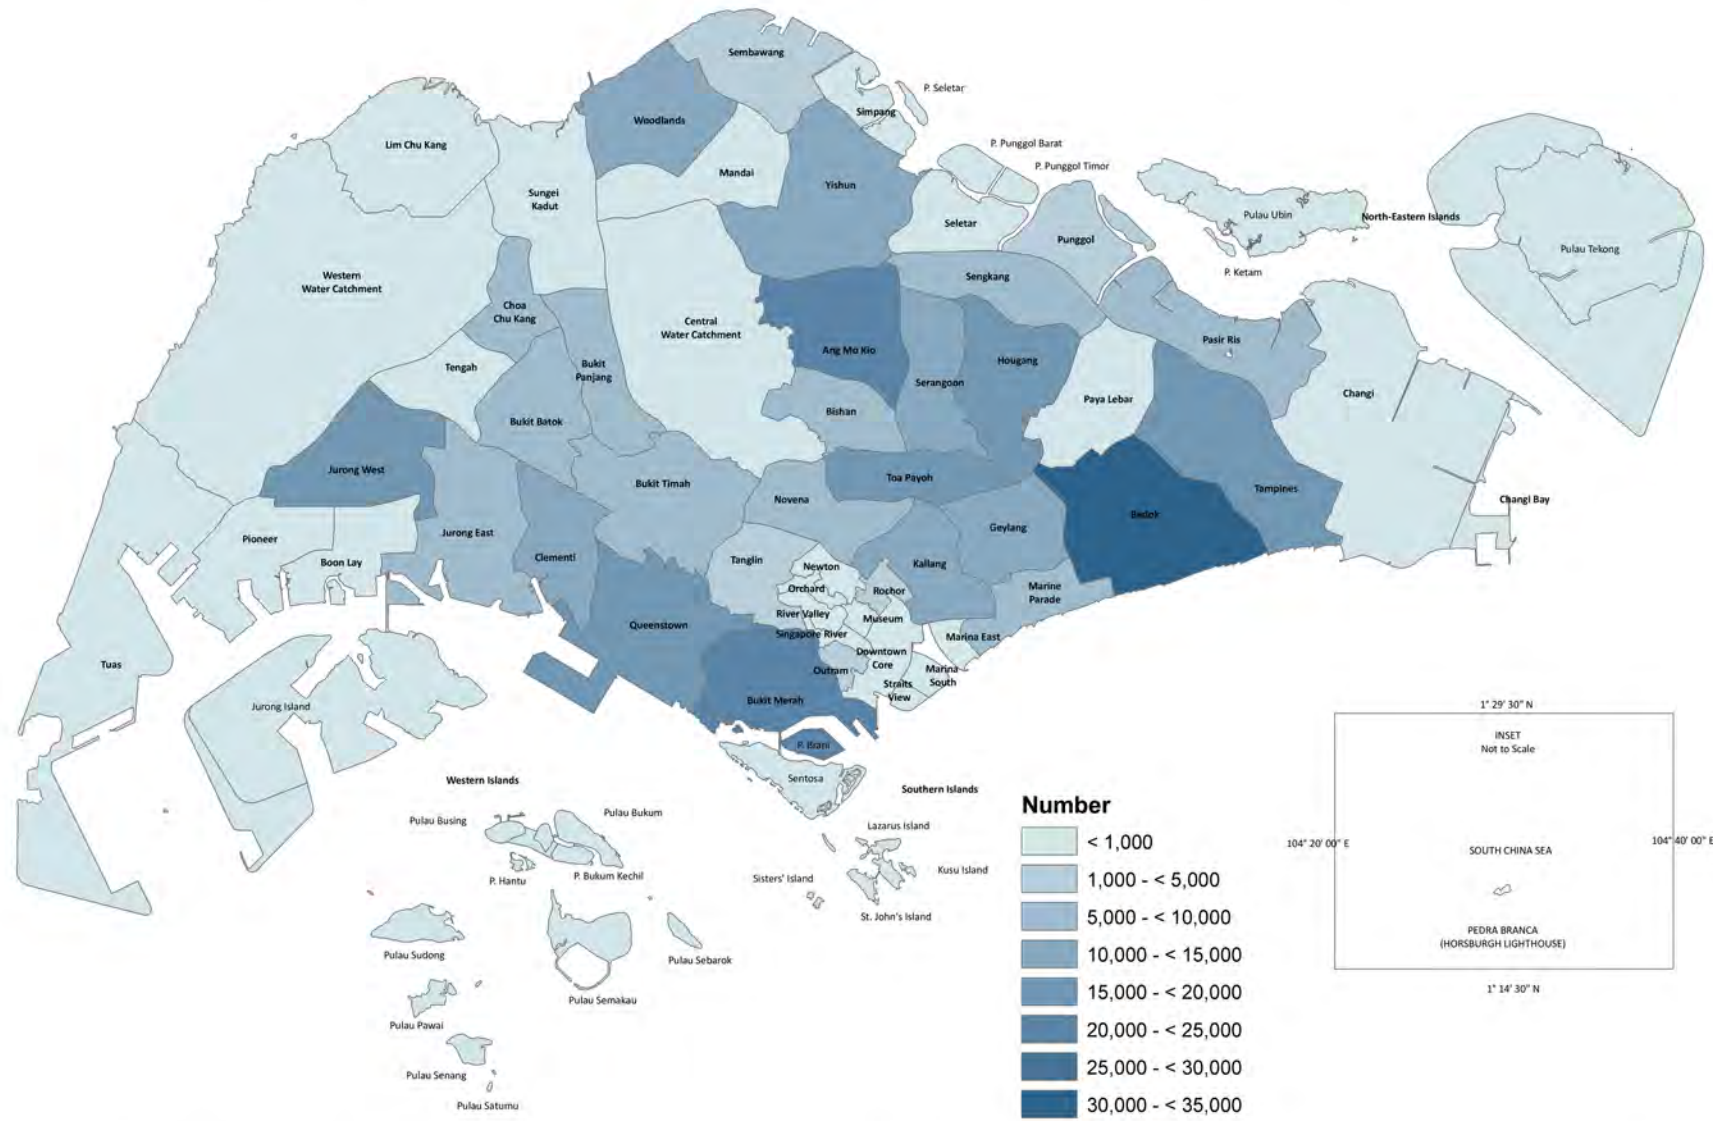 Sembawang
P. Seletar
Simpang
Woodlands
Lim Chu Kang
P. Punggol Barat
P. Punggol Timor
Mandai
Yishun
Sungei
Kadut
Seletar
Pulau Ubin
North-Eastern Islands
Punggol
Pulau Tekong
P. Ketam
Western
Water Catchment
Sengkang
Choa
Chu Kang
Central
Water Catchment
Pasir Ris
Ang Mo Kio
Hougang
Tengah
Bukit
Panjang
Serangoon
Changi
Paya Lebar
Bishan
Bukit Batok
Jurong West
Bukit Timah
Toa Payoh
Tampines
Novena
Changi Bay
Bedok
Geylang
Jurong East
Pioneer
Boon Lay
Clementi
Tanglin
Newton
Kallang
Orchard
Rochor
Marine
Parade
River Valley
Museum
Queenstown
Singapore River
Marina East
Downtown
Core
Tuas
Outram
Marina
South
Straits
View
Bukit Merah
Jurong Island
P. Brani
Sentosa
Western Islands
Southern Islands
Pulau Busing
Pulau Bukum
Lazarus Island
P. Hantu
P. Bukum Kechil
Sisters' Island
Kusu Island
St. John's Island
Pulau Sudong
Pulau Sebarok
Pulau Semakau
Pulau Pawai
Pulau Senang
Pulau Satumu
Number
< 1,000
1,000 - < 5,000
5,000 - < 10,000
10,000 - < 15,000
15,000 - < 20,000
20,000 - < 25,000
25,000 - < 30,000
30,000 - < 35,000
1° 29' 30" N
INSET
Not to Scale
104° 20' 00" E
104° 40' 00" E
SOUTH CHINA SEA
PEDRA BRANCA
(HORSBURGH LIGHTHOUSE)
1° 14' 30" N